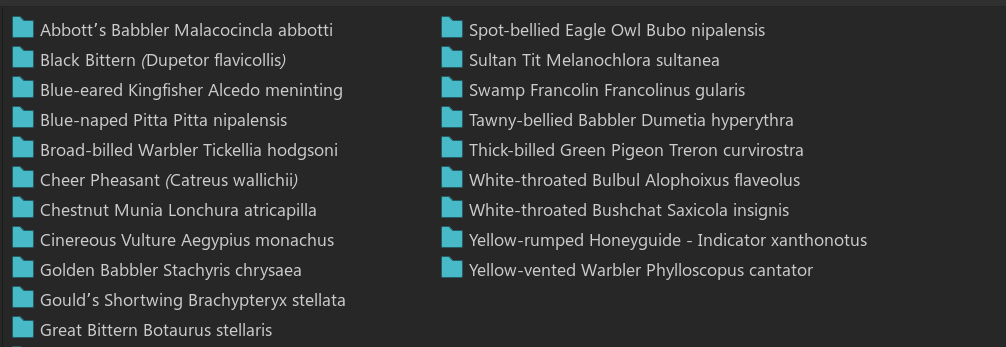 Abbott’s Babbler Malacocincla abbotti
Black Bittern (Dupetor flavicollis)
Blue-eared Kingfisher Alcedo meninting
Blue-naped Pitta Pitta nipalensis
Broad-billed Warbler Tickellia hodgsoni
Cheer Pheasant (Catreus wallichii)
Chestnut Munia Lonchura atricapilla
Cinereous Vulture Aegypius monachus
Golden Babbler Stachyris chrysaea
Gould’s Shortwing Brachypteryx stellata
Great Bittern Botaurus stellaris
Spot-bellied Eagle Owl Bubo nipalensis
Sultan Tit Melanochlora sultanea
Swamp Francolin Francolinus gularis
Tawny-bellied Babbler Dumetia hyperythra
Thick-billed Green Pigeon Treron curvirostra
White-throated Bulbul Alophoixus flaveolus
White-throated Bushchat Saxicola insignis
Yellow-rumped Honeyguide - Indicator xanthonotus
Yellow-vented Warbler Phylloscopus cantator